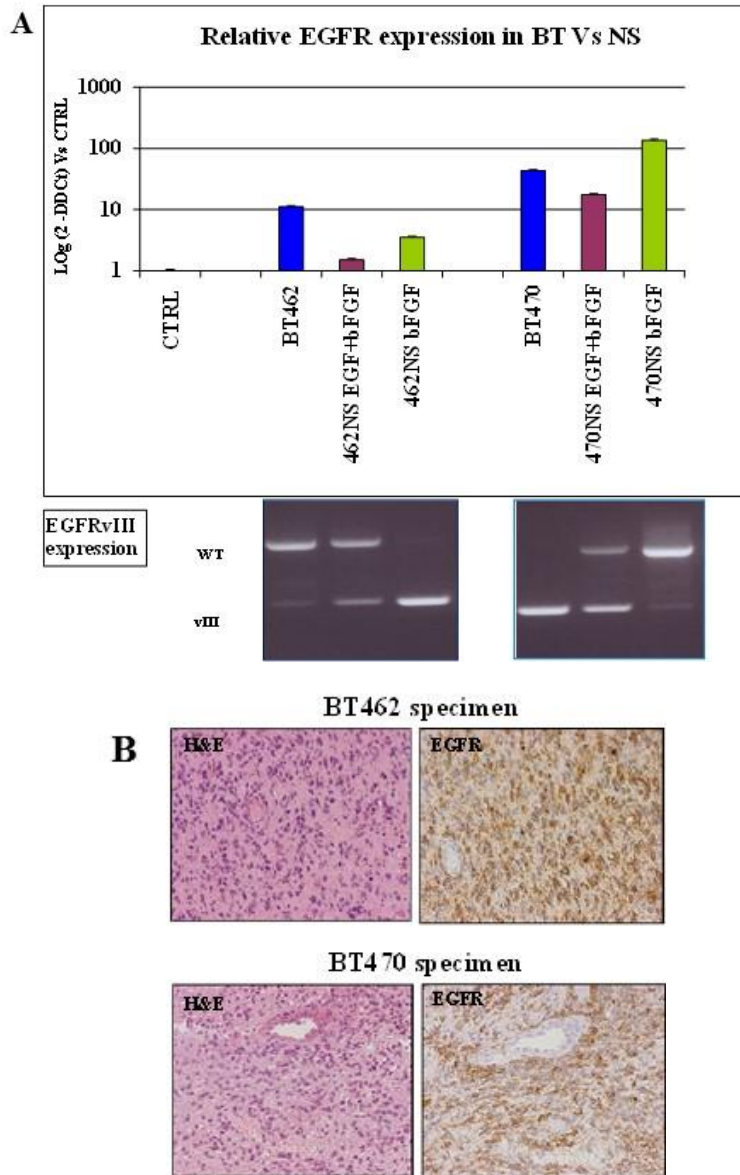 A
Relative EGFR expression in BT Vs NS
LOg (2 -DDCt) Vs CTRL
1000
100
10
1
CTRL
BT462
462NS EGF+bFGF
462NS bFGF
BT470
470NS EGF+bFGF
470NS bFGF
EGFRvIII
expression
WT
vIII
B
BT462 specimen
H&E
EGFR
BT470 specimen
H&E
EGFR